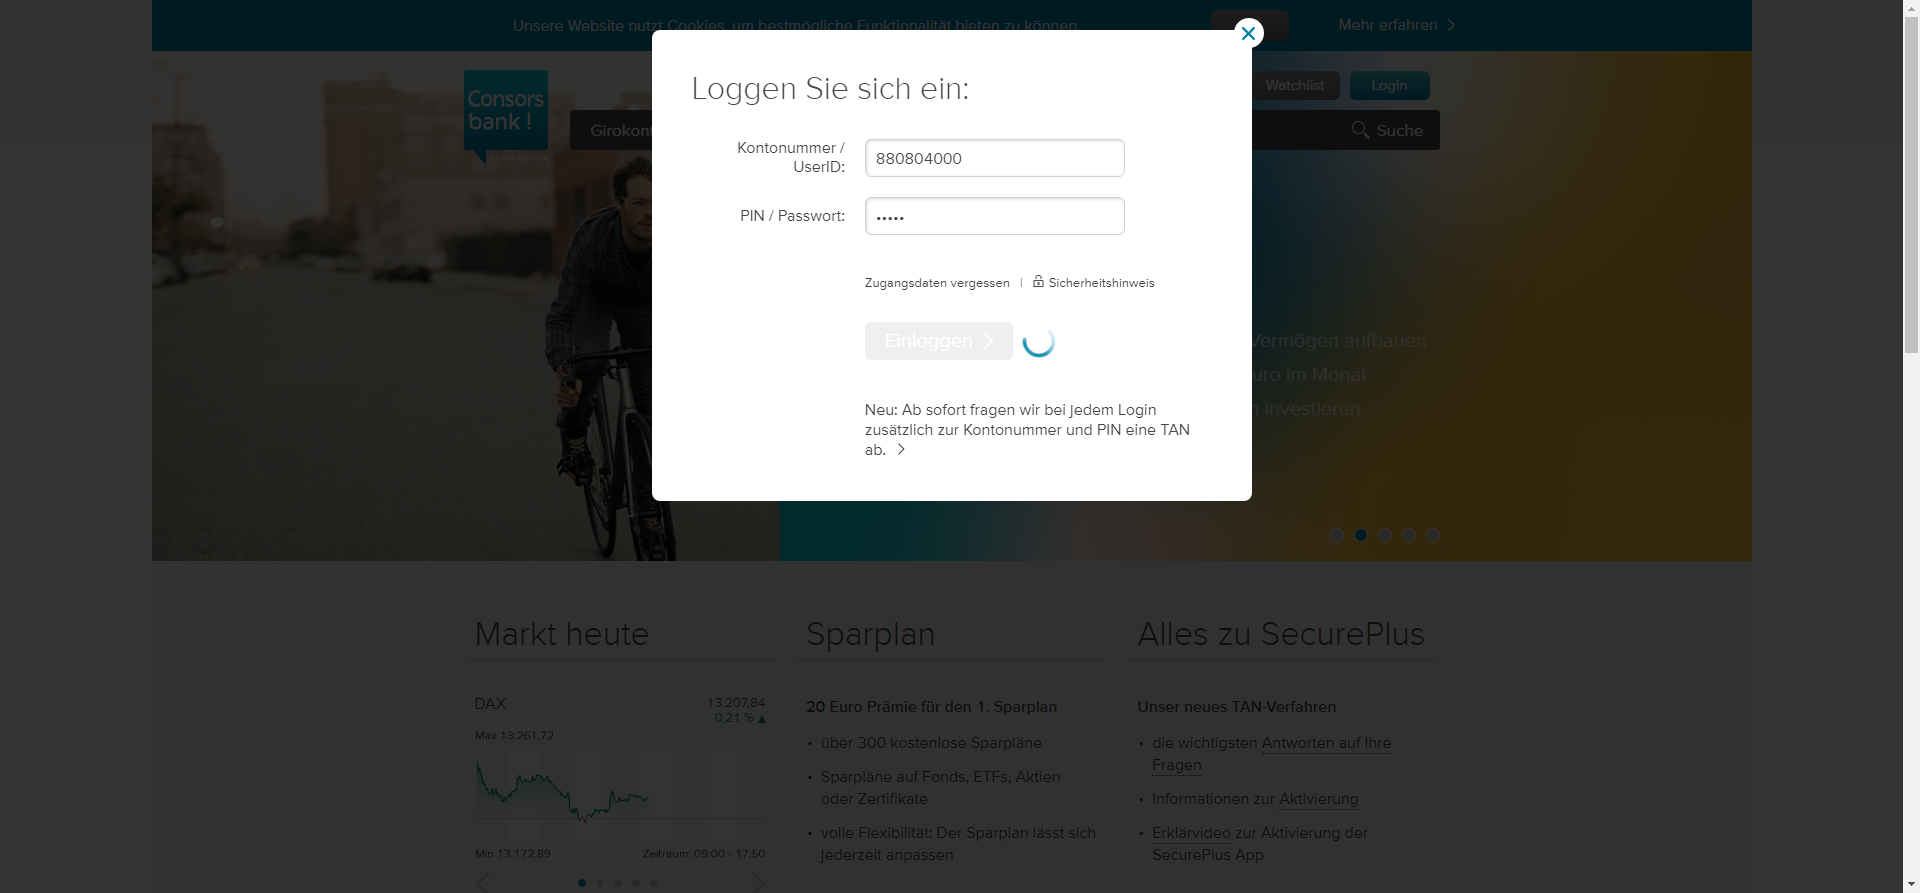 Unsere Website nutzt Cookies, um bestmögliche Funktionalität bieten zu können.
Mehr erfahren
Consors
bank !
Watchlist
Login
Girokont
Suche
Loggen Sie sich ein:
Kontonummer /
UserID:
880804000
PIN / Passwort:
•••••
Zugangsdaten vergessen | Sicherheitshinweis
Einloggen
Neu: Ab sofort fragen wir bei jedem Login
zusätzlich zur Kontonummer und PIN eine TAN
ab.
Vermögen aufbauen
uro im Monat
investieren
Markt heute
DAX
13.207,84
0,21 % ▲
Max 13.261,72
Min 13.172,89
Zeitraum: 09:00 - 17:50
Sparplan
20 Euro Prämie für den 1. Sparplan
• über 300 kostenlose Sparpläne
• Sparpläne auf Fonds, ETFs, Aktien
oder Zertifikate
• volle Flexibilität: Der Sparplan lässt sich
jederzeit anpassen
Alles zu SecurePlus
Unser neues TAN-Verfahren
• die wichtigsten Antworten auf Ihre
Fragen
• Informationen zur Aktivierung
• Erklärvideo zur Aktivierung der
SecurePlus App